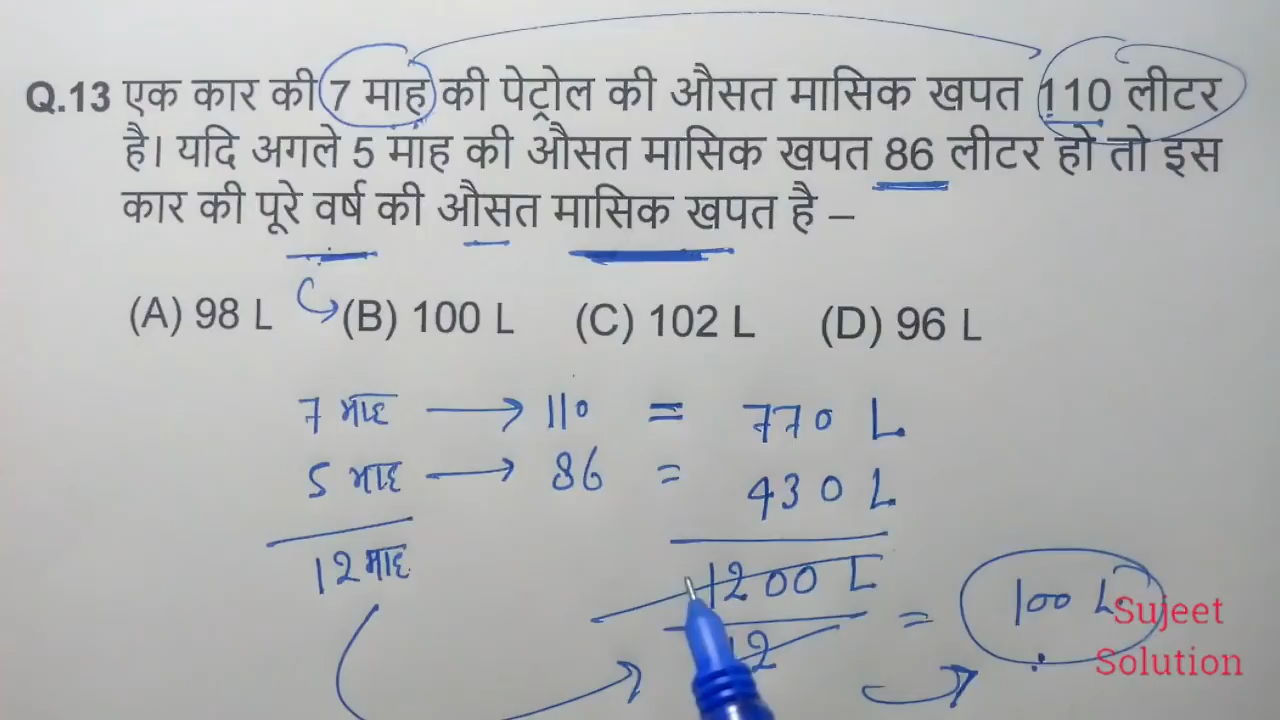 Q.13 एक कार की 7 माह की पेट्रोल की औसत मासिक खपत 110 लीटर
है। यदि अगले 5 माह की औसत मासिक खपत 86 लीटर हो तो इस
कार की पूरे वर्ष की औसत मासिक खपत है –
(A) 98 L (B) 100 L (C) 102 L (D) 96 L
7 माह → 110 = 770 L
5 माह → 86 = 430 L
12 माह 1200 L
12 = 100 L
Sujeet
Solution